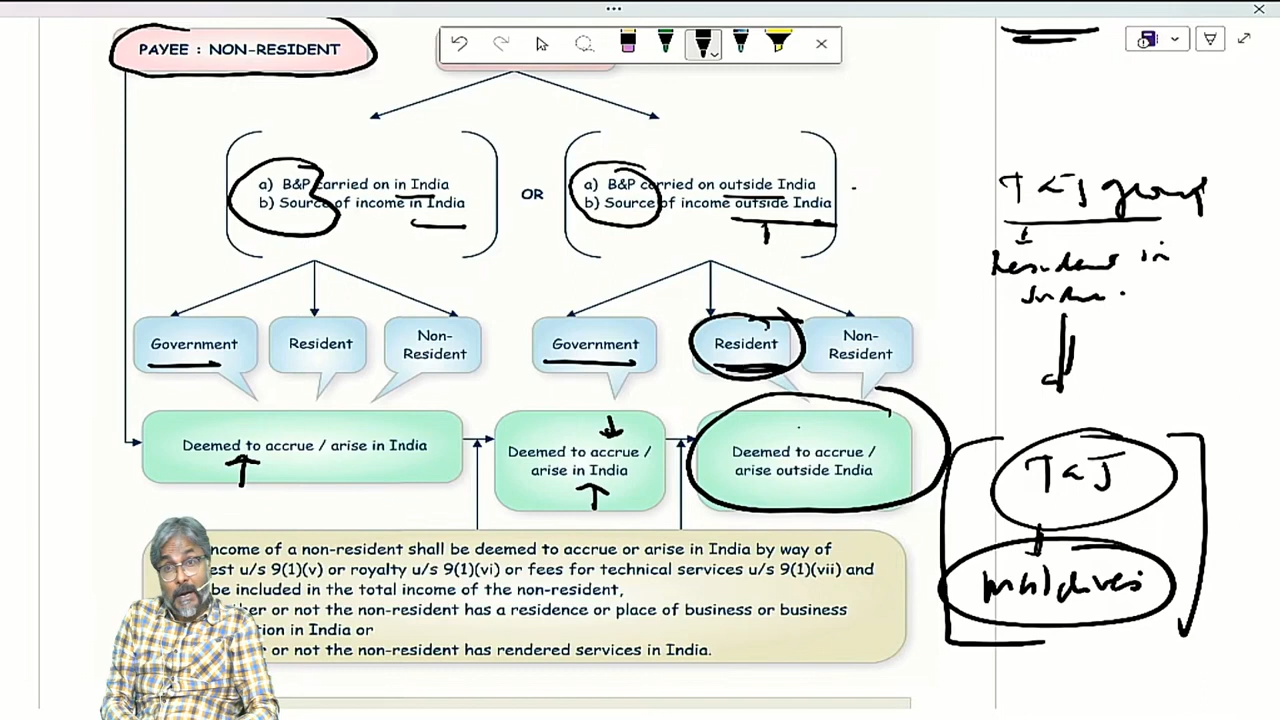 PAYEE : NON-RESIDENT
a) B&P carried on in India
b) Source of income in India
OR
a) B&P carried on outside India
b) Source of income outside India
Government
Resident
Non-
Resident
Government
Resident
Non-
Resident
Deemed to accrue / arise in India
Deemed to accrue /
arise in India
Deemed to accrue /
arise outside India
ncome of a non-resident shall be deemed to accrue or arise in India by way of
est u/s 9(1)(v) or royalty u/s 9(1)(vi) or fees for technical services u/s 9(1)(vii) and
be included in the total income of the non-resident,
her or not the non-resident has a residence or place of business or business
tion in India or
r or not the non-resident has rendered services in India.
group
Resident in
India.
Maldives